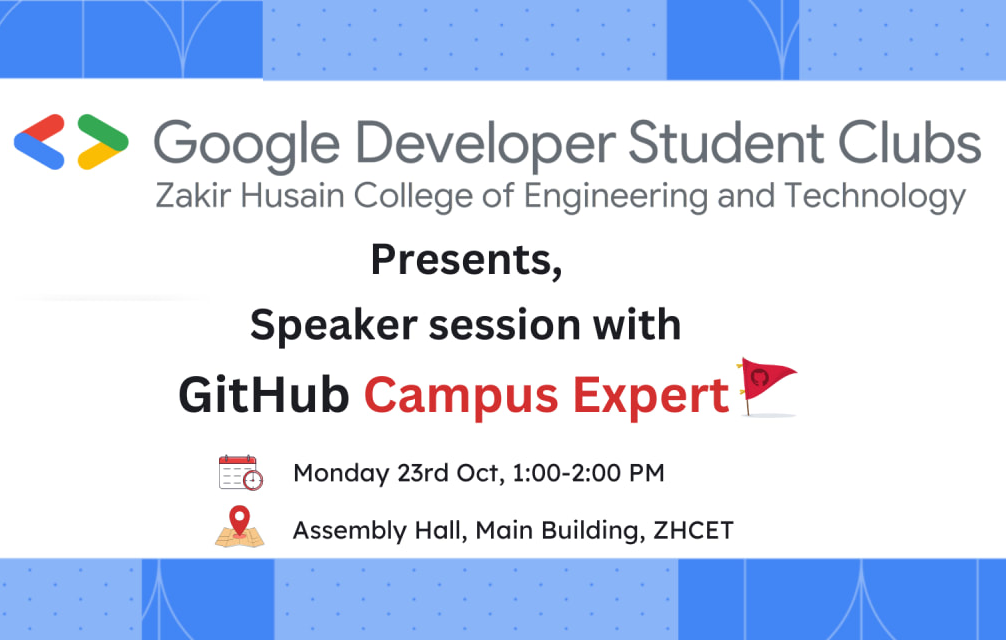 Google Developer Student Clubs
Zakir Husain College of Engineering and Technology
Presents,
Speaker session with
GitHub Campus Expert
Monday 23rd Oct, 1:00-2:00 PM
Assembly Hall, Main Building, ZHCET